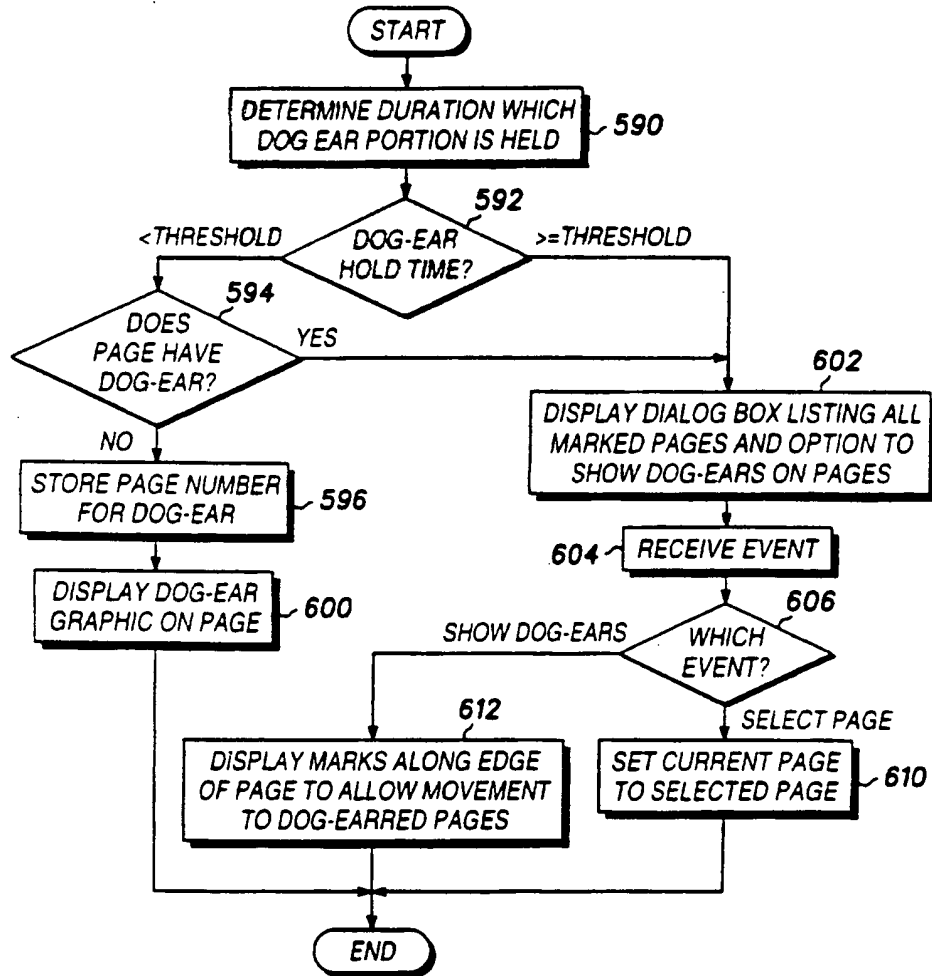 START
DETERMINE DURATION WHICH
DOG EAR PORTION IS HELD
590
592
<THRESHOLD
DOG-EAR
HOLD TIME?
>=THRESHOLD
594
DOES
PAGE HAVE
DOG-EAR?
YES
NO
602
DISPLAY DIALOG BOX LISTING ALL
MARKED PAGES AND OPTION TO
SHOW DOG-EARS ON PAGES
STORE PAGE NUMBER
FOR DOG-EAR
596
604
RECEIVE EVENT
DISPLAY DOG-EAR
GRAPHIC ON PAGE
600
606
SHOW DOG-EARS
WHICH
EVENT?
SELECT PAGE
612
DISPLAY MARKS ALONG EDGE
OF PAGE TO ALLOW MOVEMENT
TO DOG-EARRED PAGES
SET CURRENT PAGE
TO SELECTED PAGE
610
END